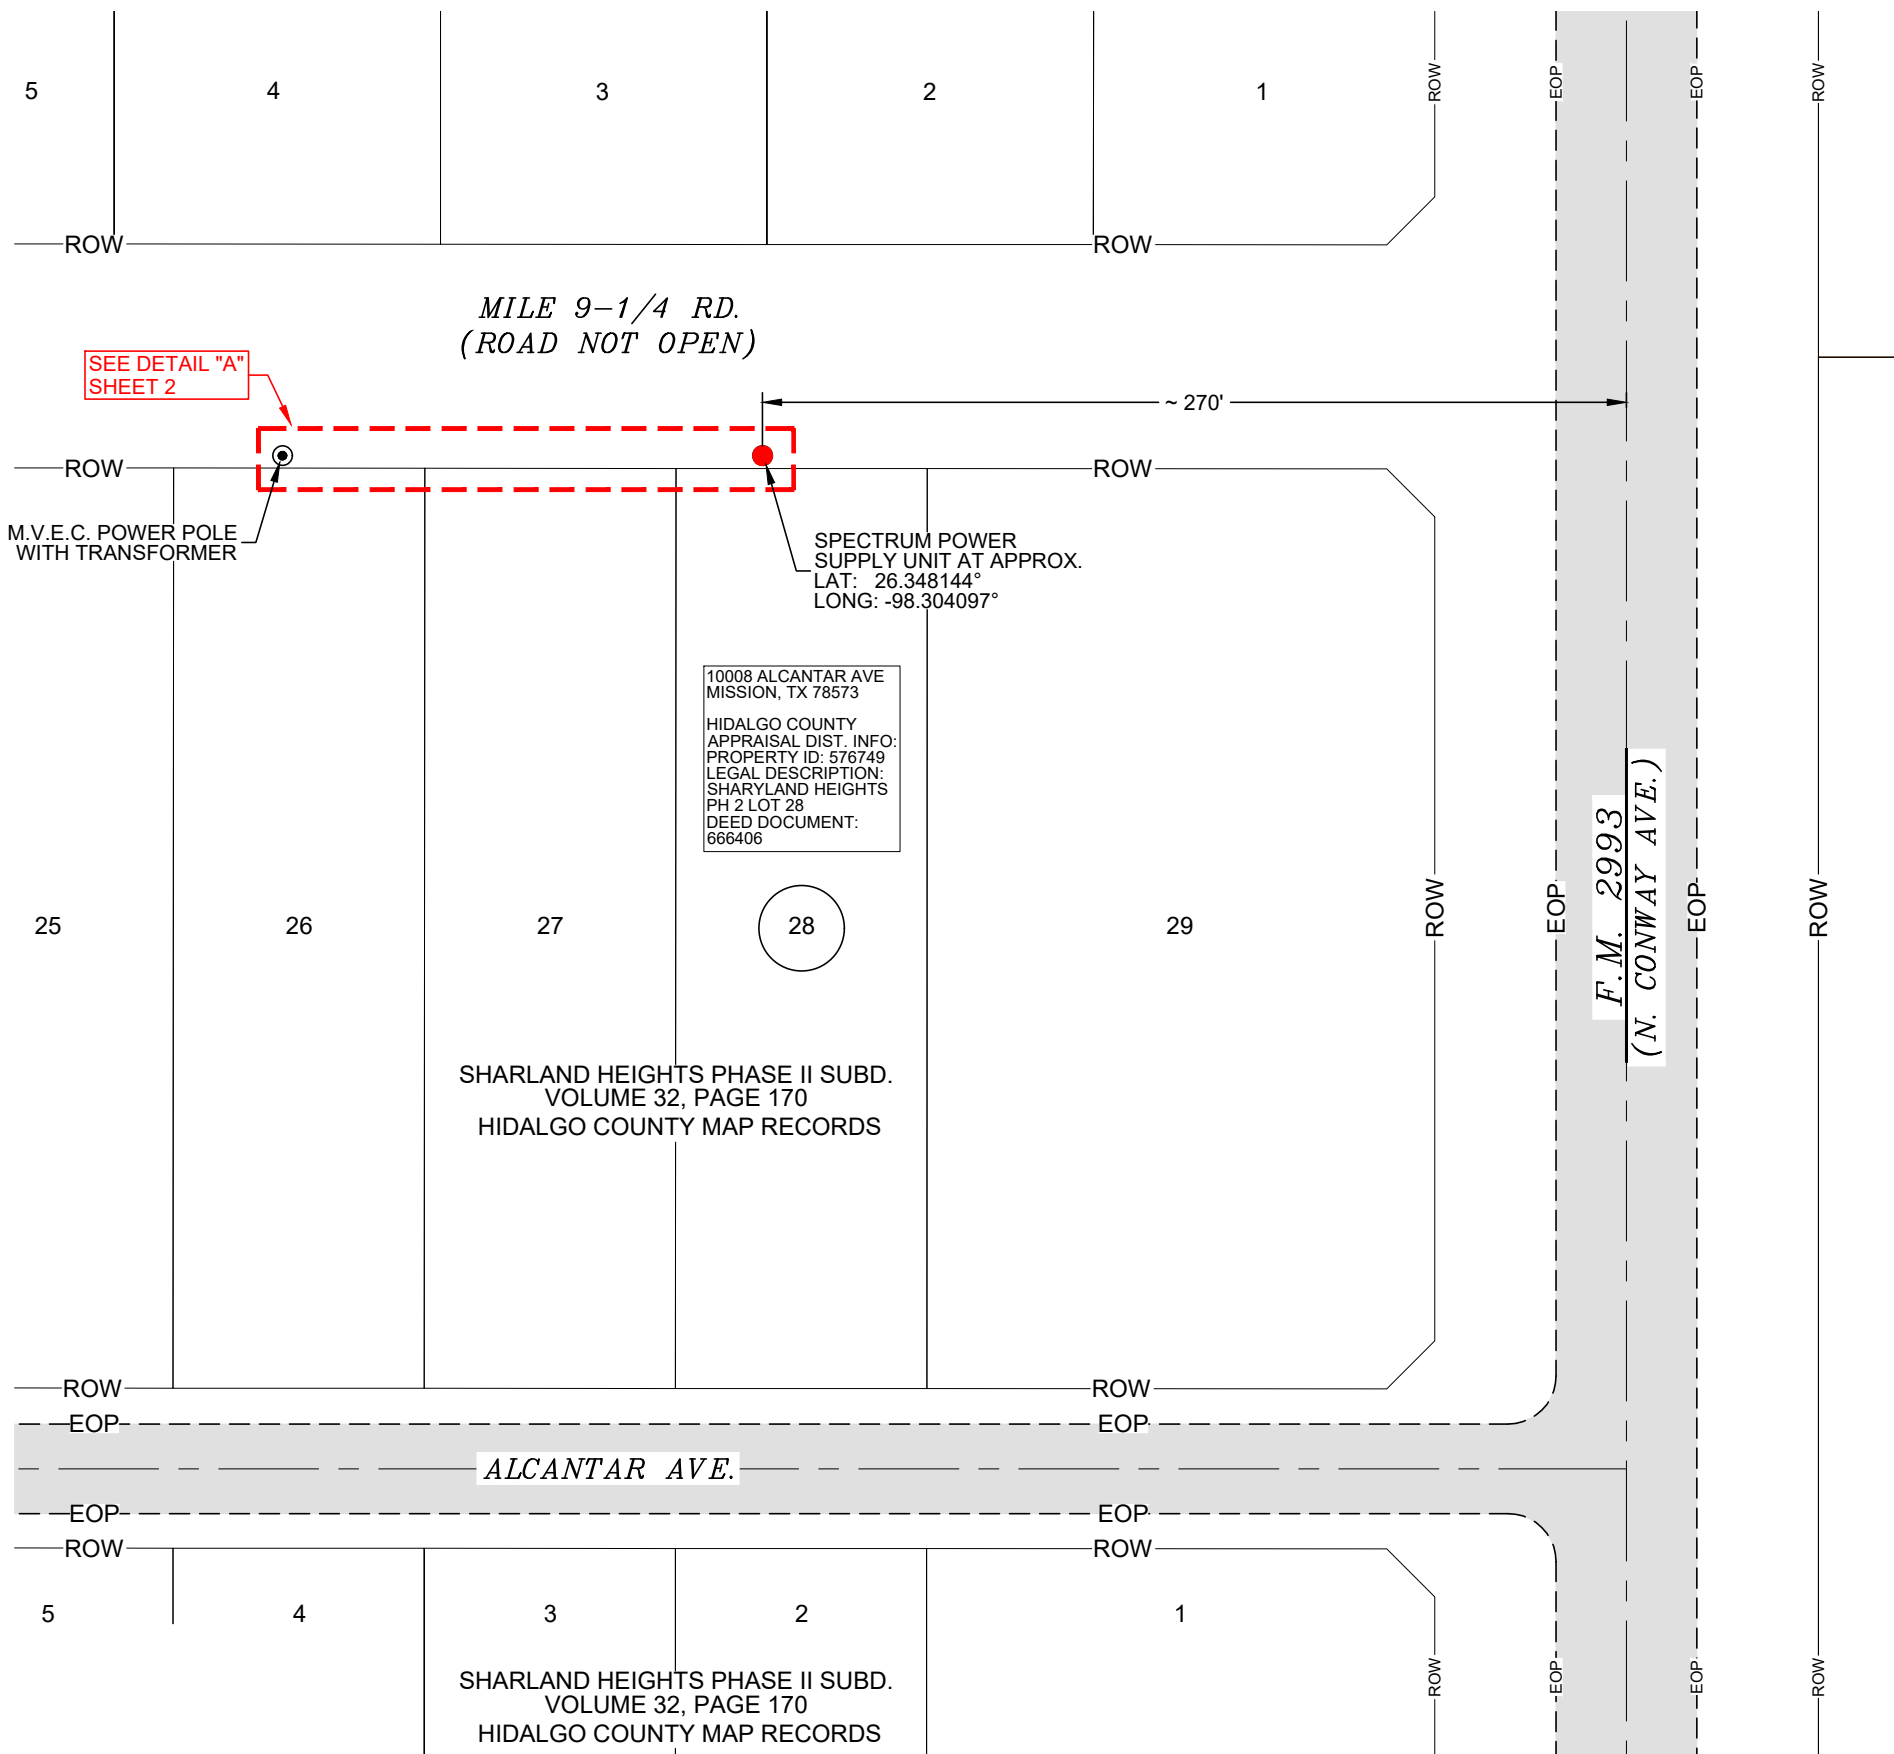 5
4
3
2
1
ROW
EOP
EOP
ROW
ROW
ROW
MILE 9-1/4 RD.
(ROAD NOT OPEN)
SEE DETAIL "A"
SHEET 2
~ 270'
ROW
ROW
M.V.E.C. POWER POLE
WITH TRANSFORMER
SPECTRUM POWER
SUPPLY UNIT AT APPROX.
LAT: 26.348144°
LONG: -98.304097°
10008 ALCANTAR AVE
MISSION, TX 78573
HIDALGO COUNTY
APPRAISAL DIST. INFO:
PROPERTY ID: 576749
LEGAL DESCRIPTION:
SHARYLAND HEIGHTS
PH 2 LOT 28
DEED DOCUMENT:
666406
F.M. 2993
(N. CONWAY AVE.)
25
26
27
28
29
ROW
EOP
EOP
ROW
SHARLAND HEIGHTS PHASE II SUBD.
VOLUME 32, PAGE 170
HIDALGO COUNTY MAP RECORDS
ROW
ROW
EOP
EOP
ALCANTAR AVE.
EOP
EOP
ROW
ROW
5
4
3
2
1
ROW
EOP
EOP
ROW
SHARLAND HEIGHTS PHASE II SUBD.
VOLUME 32, PAGE 170
HIDALGO COUNTY MAP RECORDS